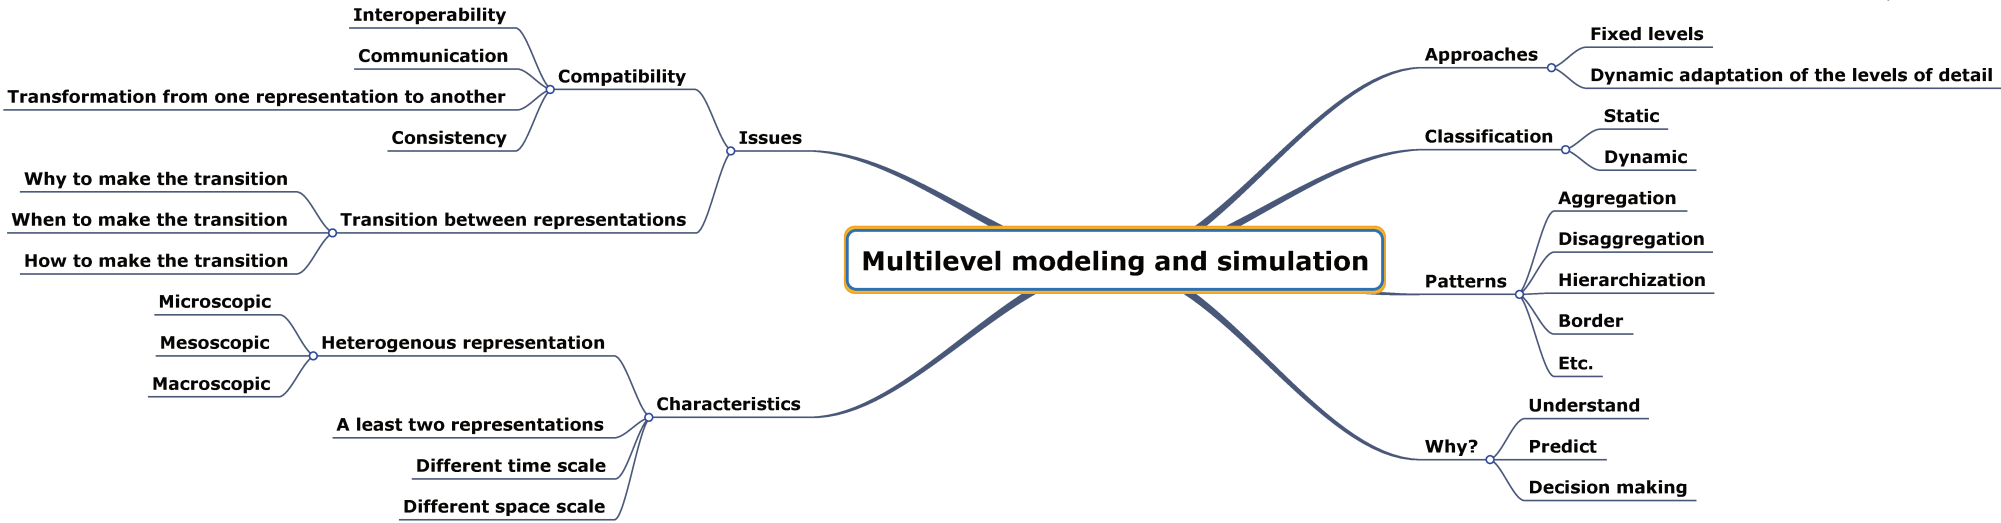 Multilevel modeling and simulation
Approaches
Fixed levels
Dynamic adaptation of the levels of detail
Classification
Static
Dynamic
Patterns
Aggregation
Disaggregation
Hierarchization
Border
Etc.
Why?
Understand
Predict
Decision making
Issues
Compatibility
Interoperability
Communication
Transformation from one representation to another
Consistency
Transition between representations
Why to make the transition
When to make the transition
How to make the transition
Characteristics
Heterogenous representation
Microscopic
Mesoscopic
Macroscopic
A least two representations
Different time scale
Different space scale